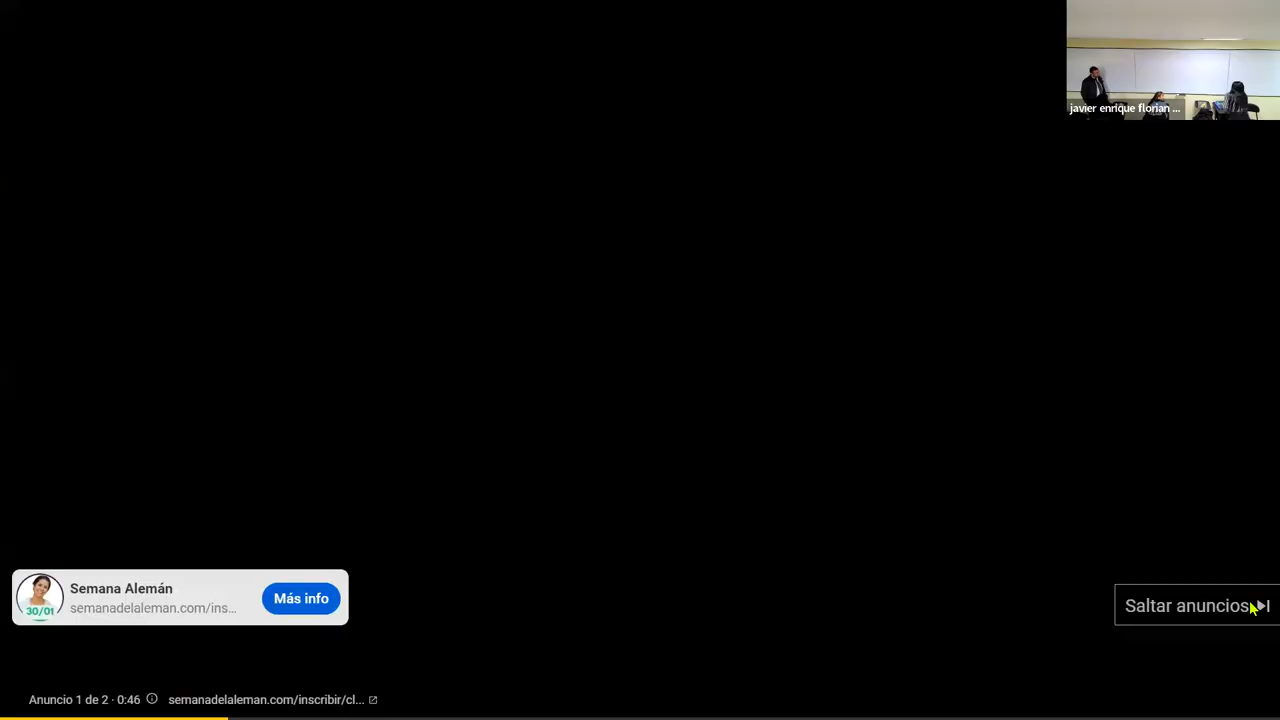 javier enrique florian ...
Semana Alemán
semanadelaleman.com/ins...
Más info
30/01
Saltar anuncios
Anuncio 1 de 2 · 0:46
semanadelaleman.com/inscribir/cl...